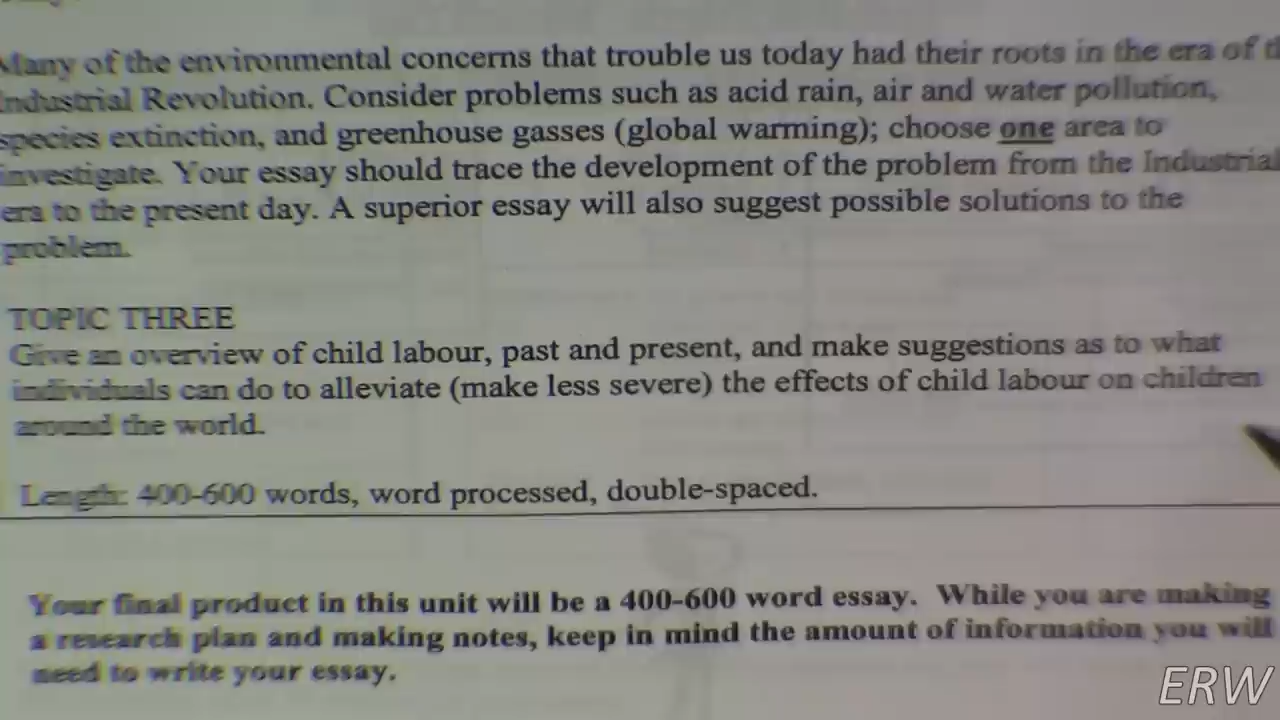 Many of the environmental concerns that trouble us today had their roots in the era of
Industrial Revolution. Consider problems such as acid rain, air and water pollution,
species extinction, and greenhouse gasses (global warming); choose one area to
investigate. Your essay should trace the development of the problem from the Industrial
era to the present day. A superior essay will also suggest possible solutions to the
problem.
TOPIC THREE
Give an overview of child labour, past and present, and make suggestions as to what
individuals can do to alleviate (make less severe) the effects of child labour on children
around the world.
Length: 400-600 words, word processed, double-spaced.
Your final product in this unit will be a 400-600 word essay. While you are making
a research plan and making notes, keep in mind the amount of information you will
need to write your essay.
ERW